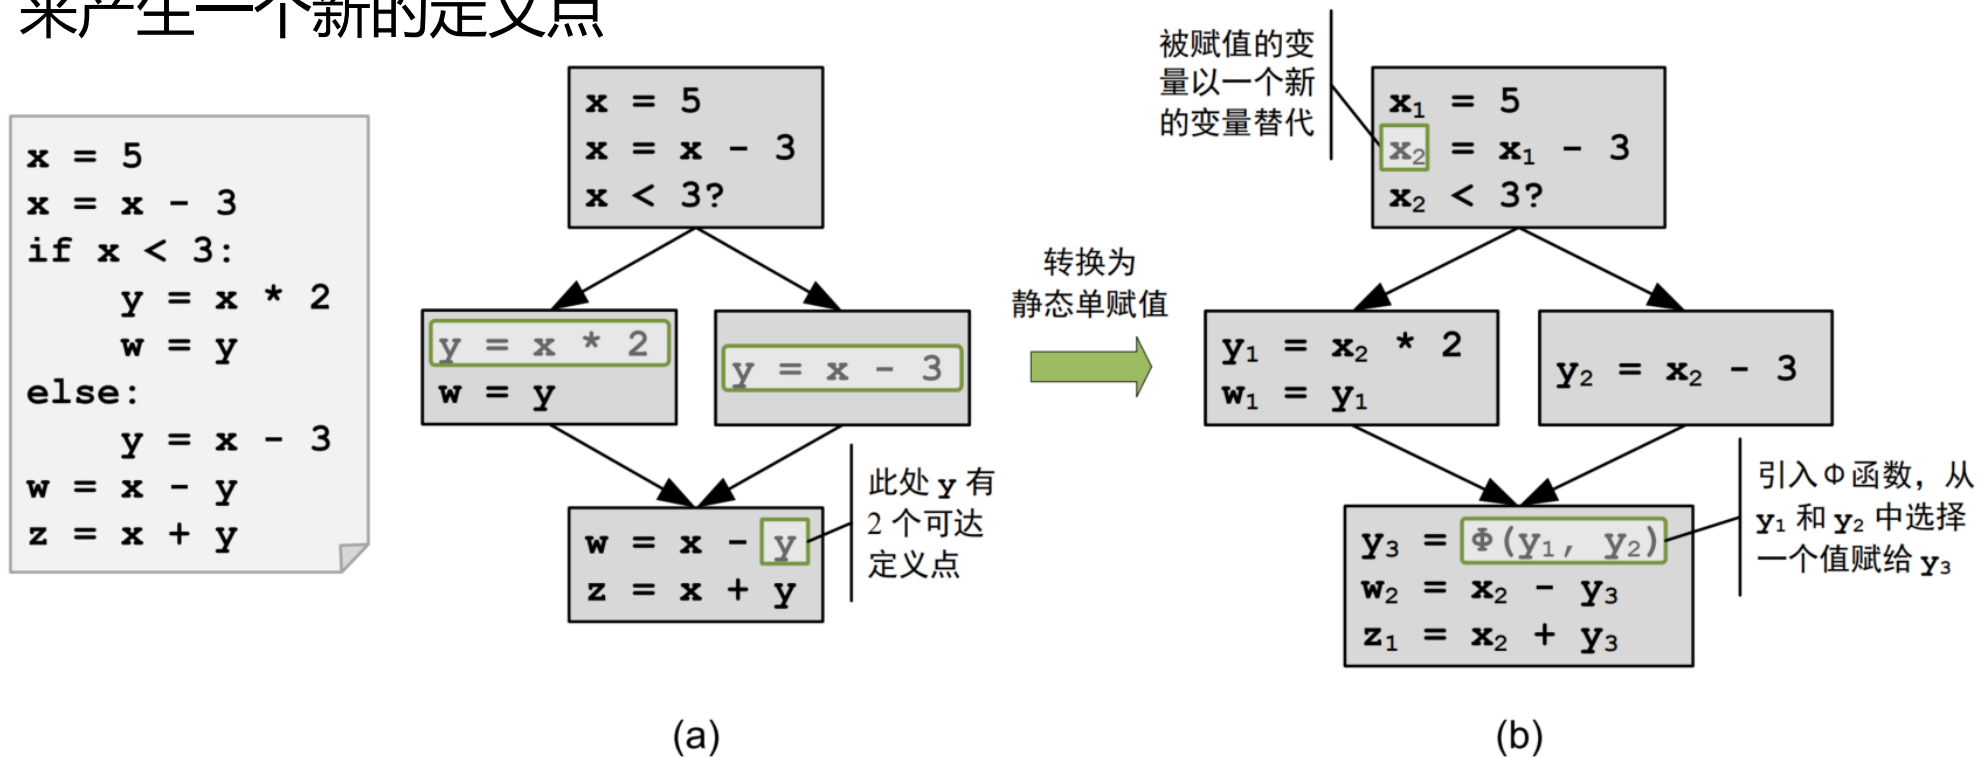 来产生一个新的定义点
x = 5
x = x - 3
if x < 3:
y = x * 2
w = y
else:
y = x - 3
w = x - y
z = x + y
x = 5
x = x - 3
x < 3?
y = x * 2
w = y
y = x - 3
此处 y 有
2 个可达
定义点
w = x - y
z = x + y
(a)
转换为
静态单赋值
被赋值的变
量以一个新
的变量替代
x₁ = 5
x₂ = x₁ - 3
x₂ < 3?
y₁ = x₂ * 2
w₁ = y₁
y₂ = x₂ - 3
引入Φ函数，从
y₁ 和 y₂ 中选择
一个值赋给 y₃
y₃ = Φ(y₁, y₂)
w₂ = x₂ - y₃
z₁ = x₂ + y₃
(b)